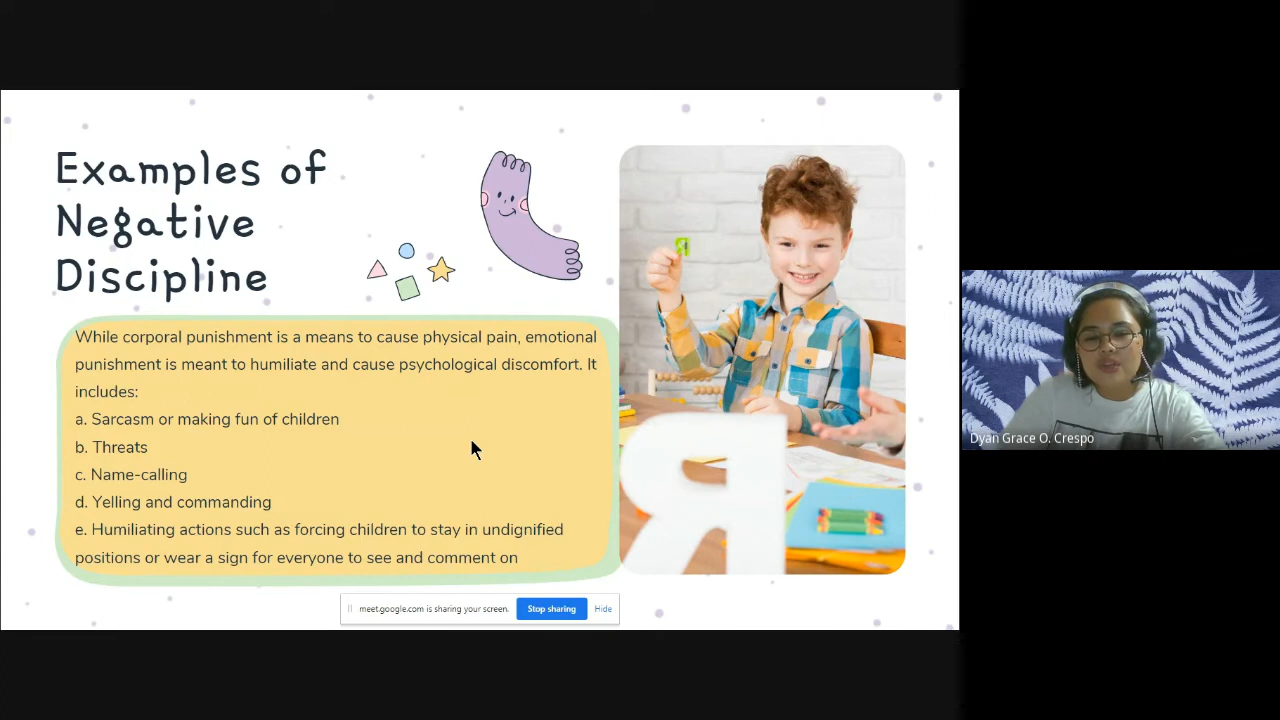 Examples of
Negative
Discipline
While corporal punishment is a means to cause physical pain, emotional
punishment is meant to humiliate and cause psychological discomfort. It
includes:
a. Sarcasm or making fun of children
b. Threats
c. Name-calling
d. Yelling and commanding
e. Humiliating actions such as forcing children to stay in undignified
positions or wear a sign for everyone to see and comment on
meet.google.com is sharing your screen.
Stop sharing
Hide
Dyan Grace O. Crespo